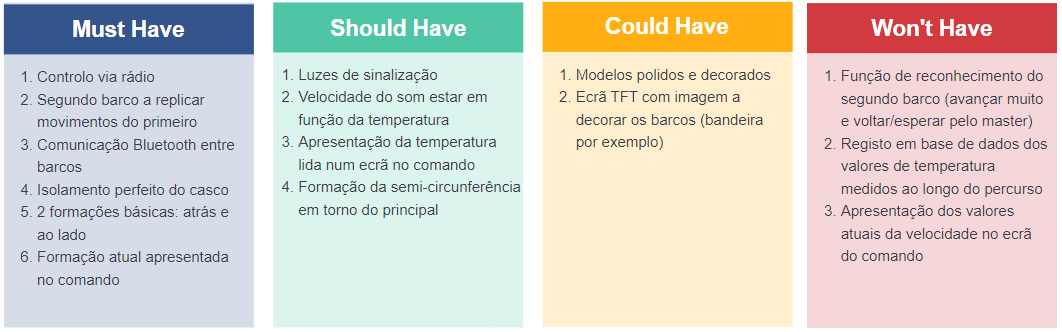 Must Have
1. Controlo via rádio
2. Segundo barco a replicar
movimentos do primeiro
3. Comunicação Bluetooth entre
barcos
4. Isolamento perfeito do casco
5. 2 formações básicas: atrás e
ao lado
6. Formação atual apresentada
no comando
Should Have
1. Luzes de sinalização
2. Velocidade do som estar em
função da temperatura
3. Apresentação da temperatura
lida num ecrã no comando
4. Formação da semi-circunferência
em torno do principal
Could Have
1. Modelos polidos e decorados
2. Ecrã TFT com imagem a
decorar os barcos (bandeira
por exemplo)
Won't Have
1. Função de reconhecimento do
segundo barco (avançar muito
e voltar/esperar pelo master)
2. Registo em base de dados dos
valores de temperatura
medidos ao longo do percurso
3. Apresentação dos valores
atuais da velocidade no ecrã
do comando